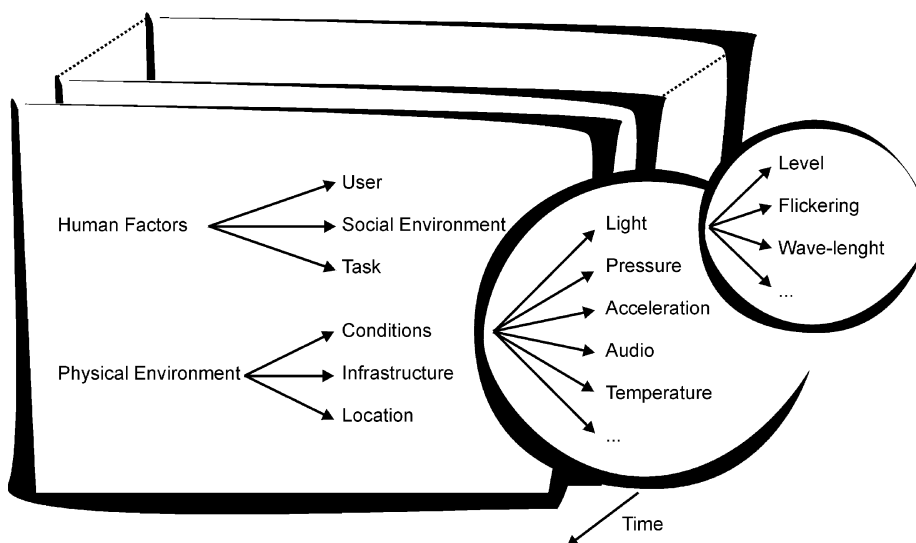 Human Factors
User
Social Environment
Task
Physical Environment
Conditions
Infrastructure
Location
Light
Pressure
Acceleration
Audio
Temperature
...
Level
Flickering
Wave-lenght
...
Time